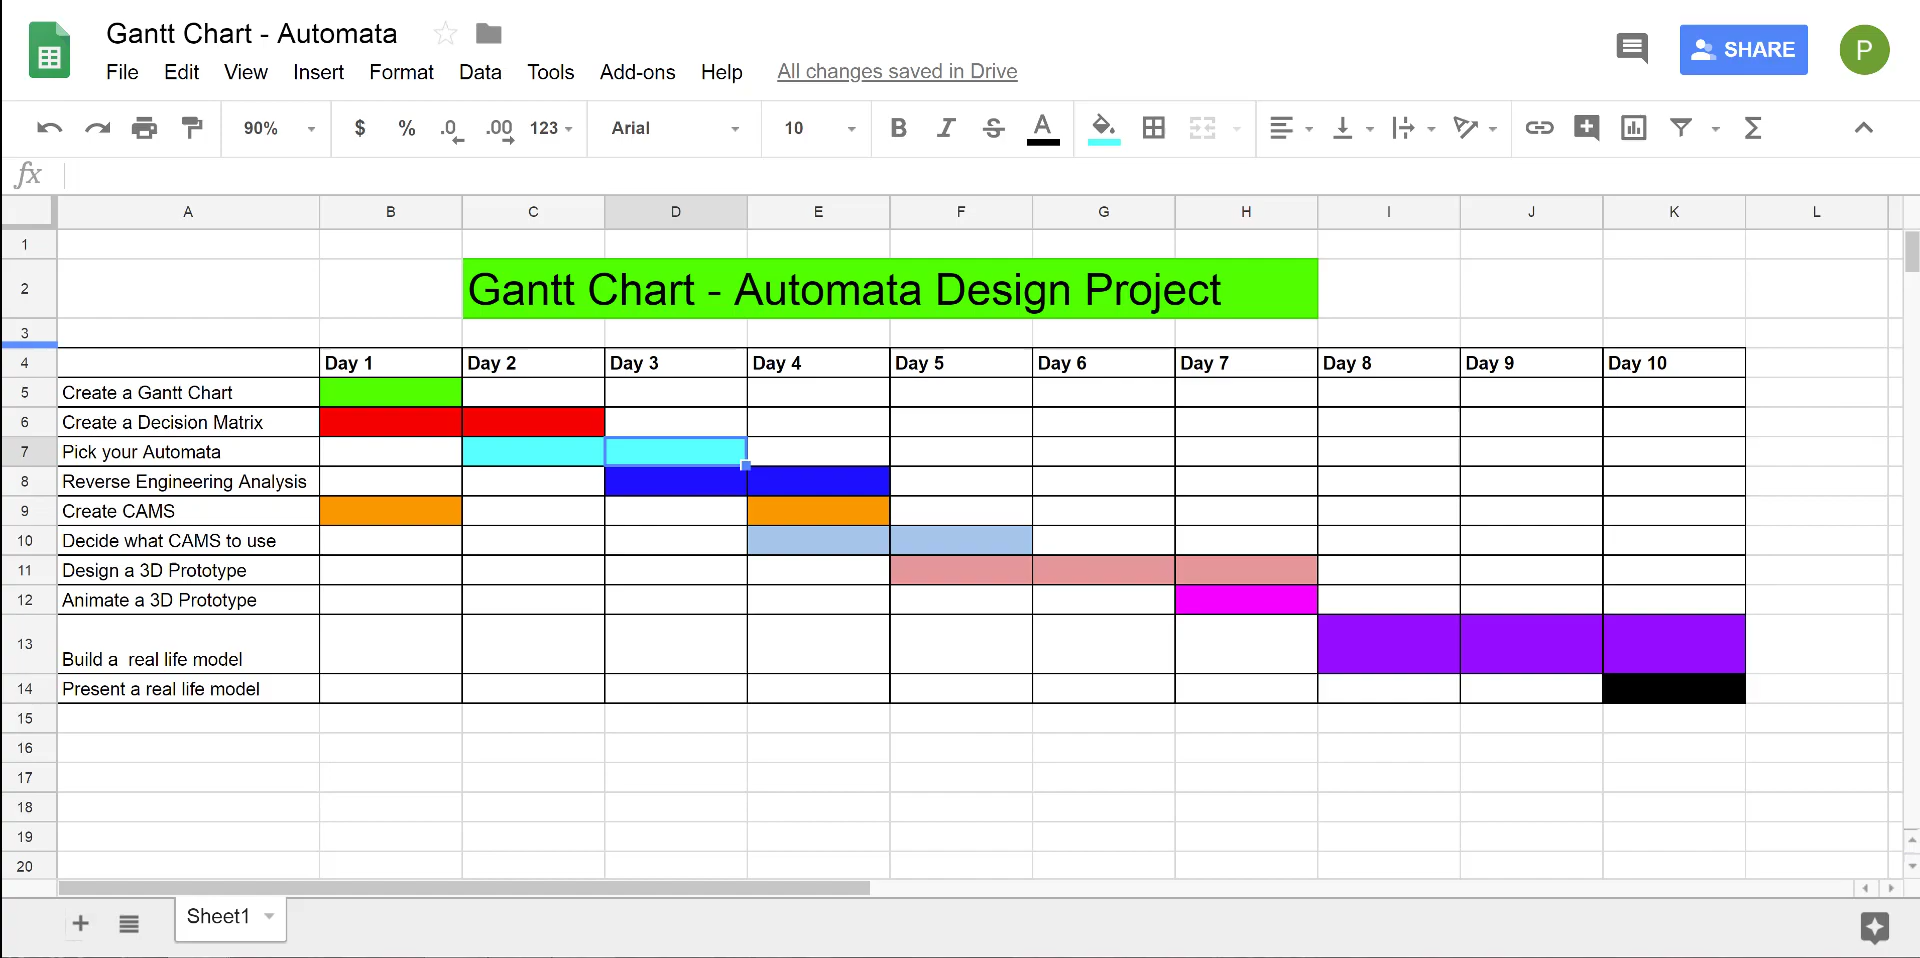 Gantt Chart - Automata
File Edit View Insert Format Data Tools Add-ons Help All changes saved in Drive
SHARE
P
90% $ % .0 .00 123 Arial 10 B I S A
fx
A B C D E F G H I J K L
1
2 Gantt Chart - Automata Design Project
3
4 Day 1 Day 2 Day 3 Day 4 Day 5 Day 6 Day 7 Day 8 Day 9 Day 10
5 Create a Gantt Chart
6 Create a Decision Matrix
7 Pick your Automata
8 Reverse Engineering Analysis
9 Create CAMS
10 Decide what CAMS to use
11 Design a 3D Prototype
12 Animate a 3D Prototype
13 Build a  real life model
14 Present a real life model
15
16
17
18
19
20
+ Sheet1